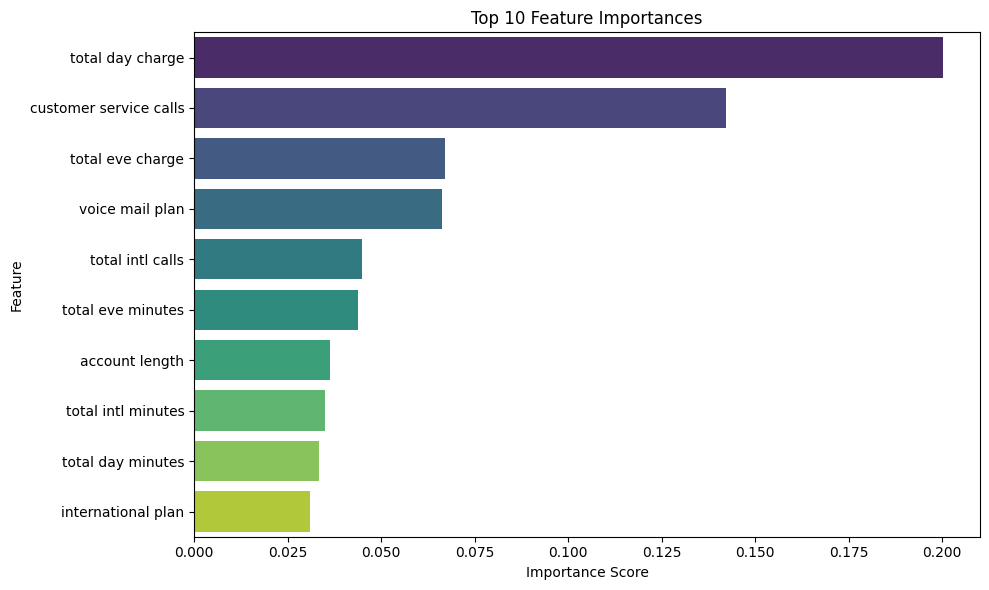 Top 10 Feature Importances
Feature
total day charge
customer service calls
total eve charge
voice mail plan
total intl calls
total eve minutes
account length
total intl minutes
total day minutes
international plan
0.000 0.025 0.050 0.075 0.100 0.125 0.150 0.175 0.200
Importance Score